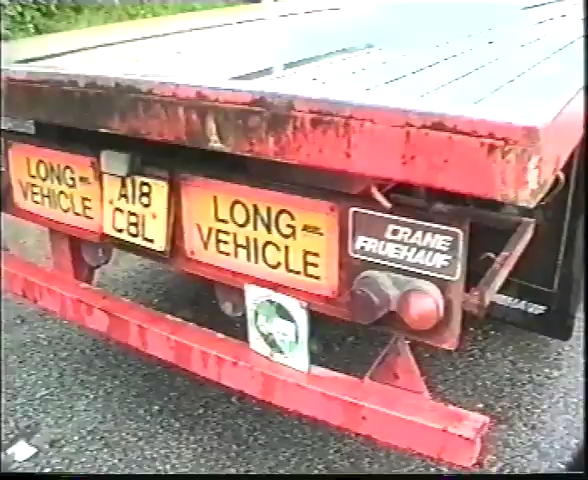 LONG
VEHICLE
A18
CBL
LONG
VEHICLE
CRANE
FRUEHAUF